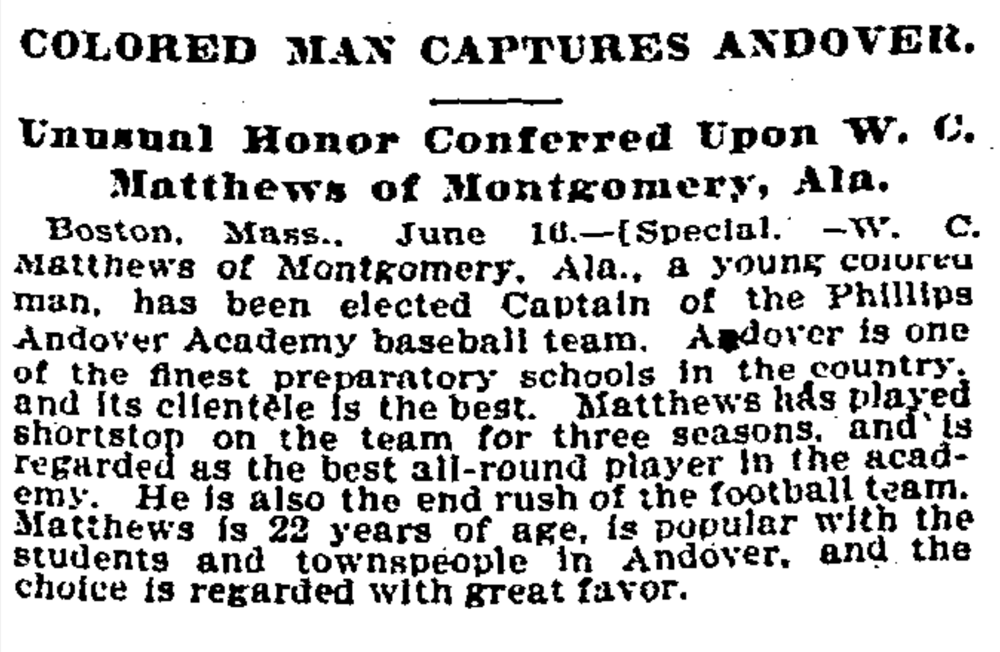 COLORED MAN CAPTURES ANDOVER.
Unusual Honor Conferred Upon W. C.
Matthews of Montgomery, Ala.
Boston, Mass., June 16.—[Special. —W. C.
Matthews of Montgomery, Ala., a young colored
man, has been elected Captain of the Phillips
Andover Academy baseball team. Andover is one
of the finest preparatory schools in the country,
and its clientèle is the best. Matthews has played
shortstop on the team for three seasons, and is
regarded as the best all-round player in the acad-
emy. He is also the end rush of the football team.
Matthews is 22 years of age, is popular with the
students and townspeople in Andover, and the
choice is regarded with great favor.